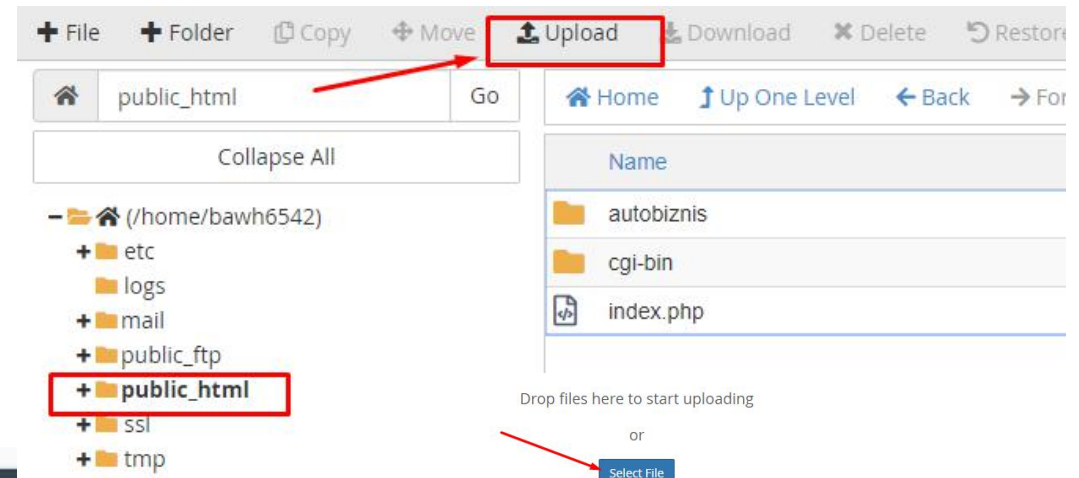 File Folder Copy Move Upload Download Delete Restore
public_html Go
Home Up One Level Back For
Collapse All
Name
(/home/bawh6542)
autobiznis
etc
cgi-bin
logs
index.php
mail
public_ftp
public_html
Drop files here to start uploading
ssl
or
tmp
Select File